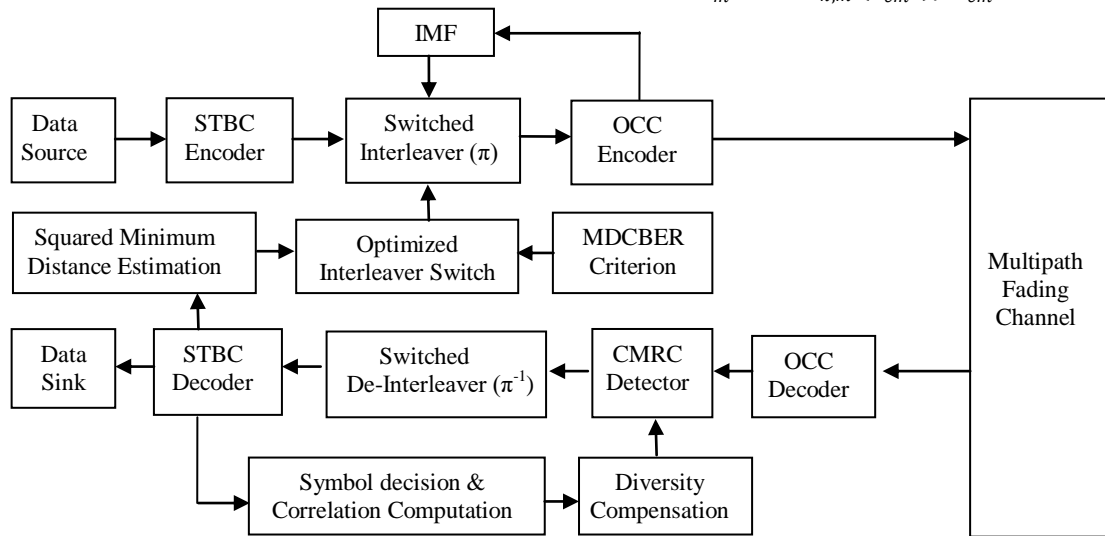 IMF
Data
Source
STBC
Encoder
Switched
Interleaver (π)
OCC
Encoder
Squared Minimum
Distance Estimation
Optimized
Interleaver Switch
MDCBER
Criterion
Multipath
Fading
Channel
Data
Sink
STBC
Decoder
Switched
De-Interleaver (π⁻¹)
CMRC
Detector
OCC
Decoder
Symbol decision &
Correlation Computation
Diversity
Compensation